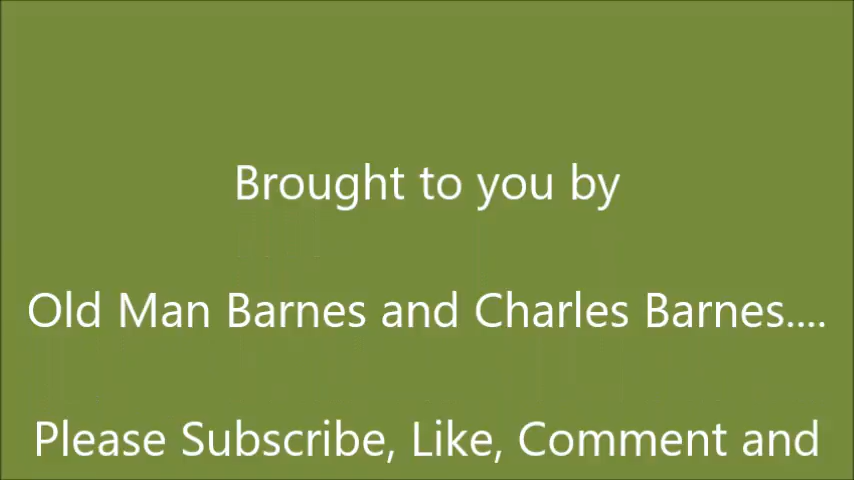 Brought to you by
Old Man Barnes and Charles Barnes....
Please Subscribe, Like, Comment and